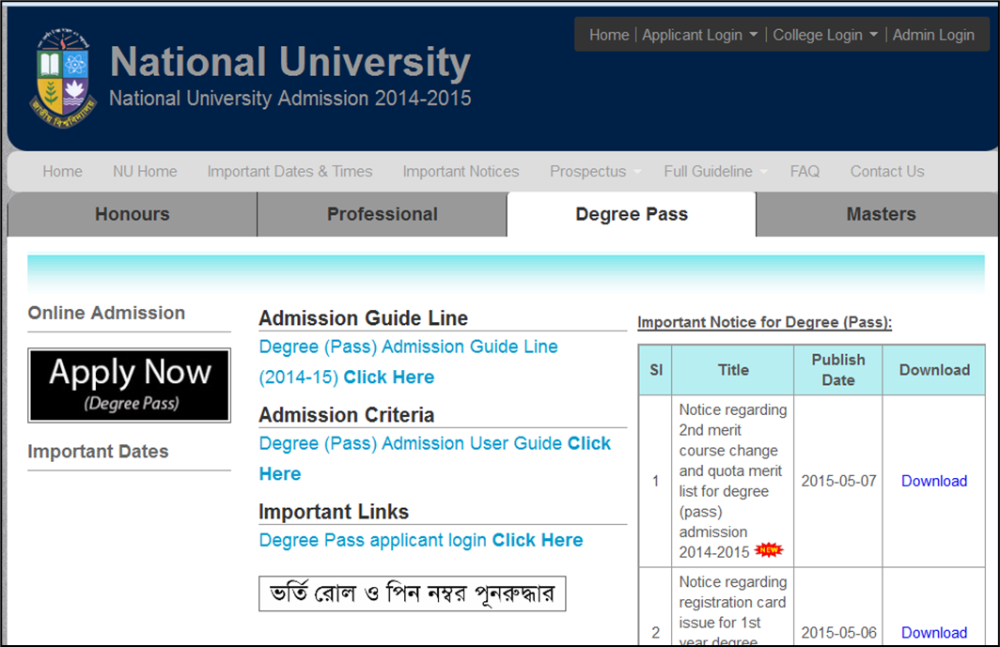 National University
National University Admission 2014-2015
জাতীয় বিশ্ববিদ্যালয়
Home | Applicant Login | College Login | Admin Login
Home NU Home Important Dates & Times Important Notices Prospectus Full Guideline FAQ Contact Us
Honours Professional Degree Pass Masters
Online Admission
Apply Now
(Degree Pass)
Important Dates
Admission Guide Line
Degree (Pass) Admission Guide Line
(2014-15) Click Here
Admission Criteria
Degree (Pass) Admission User Guide Click
Here
Important Links
Degree Pass applicant login Click Here
ভর্তি রোল ও পিন নম্বর পূনরুদ্ধার
Important Notice for Degree (Pass):
Sl Title Publish Date Download
1
Notice regarding
2nd merit
course change
and quota merit
list for degree
(pass)
admission
2014-2015 NEW
2015-05-07
Download
2
Notice regarding
registration card
issue for 1st
year degree
2015-05-06
Download